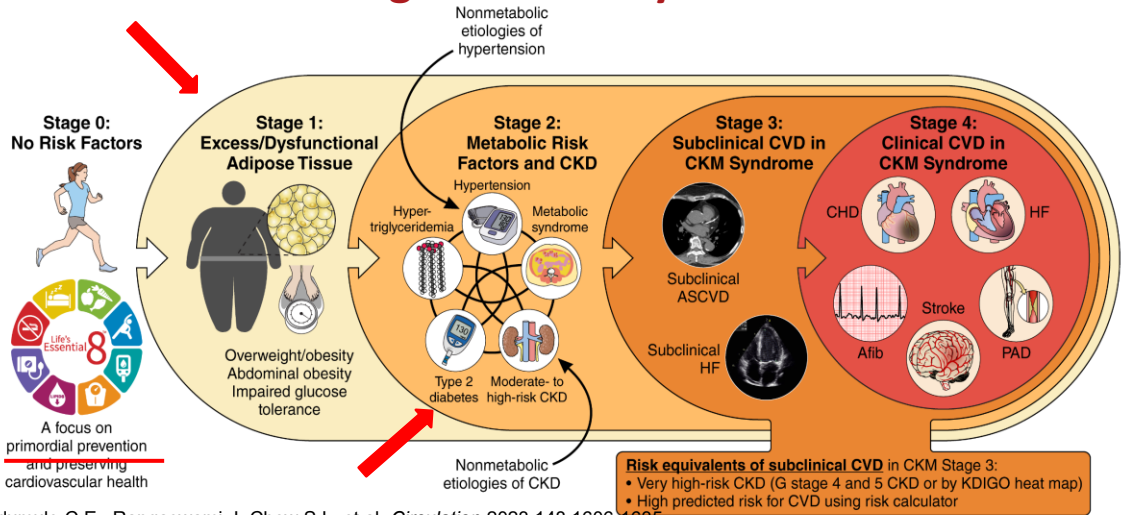 Nonmetabolic
etiologies of
hypertension
Stage 0:
No Risk Factors
Stage 1:
Excess/Dysfunctional
Adipose Tissue
Stage 2:
Metabolic Risk
Factors and CKD
Stage 3:
Subclinical CVD in
CKM Syndrome
Stage 4:
Clinical CVD in
CKM Syndrome
Life's
Essential 8
A focus on
primordial prevention
and preserving
cardiovascular health
Overweight/obesity
Abdominal obesity
Impaired glucose
tolerance
Hypertension
Hyper-
triglyceridemia
Metabolic
syndrome
130
Type 2
diabetes
Moderate- to
high-risk CKD
Nonmetabolic
etiologies of CKD
Subclinical
ASCVD
Subclinical
HF
CHD
HF
Afib
Stroke
PAD
Risk equivalents of subclinical CVD in CKM Stage 3:
• Very high-risk CKD (G stage 4 and 5 CKD or by KDIGO heat map)
• High predicted risk for CVD using risk calculator